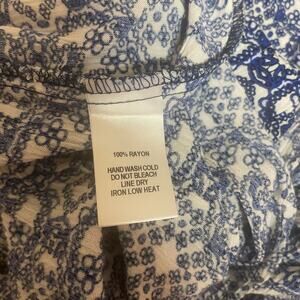 100% RAYON
HAND WASH COLD
DO NOT BLEACH
LINE DRY
IRON LOW HEAT